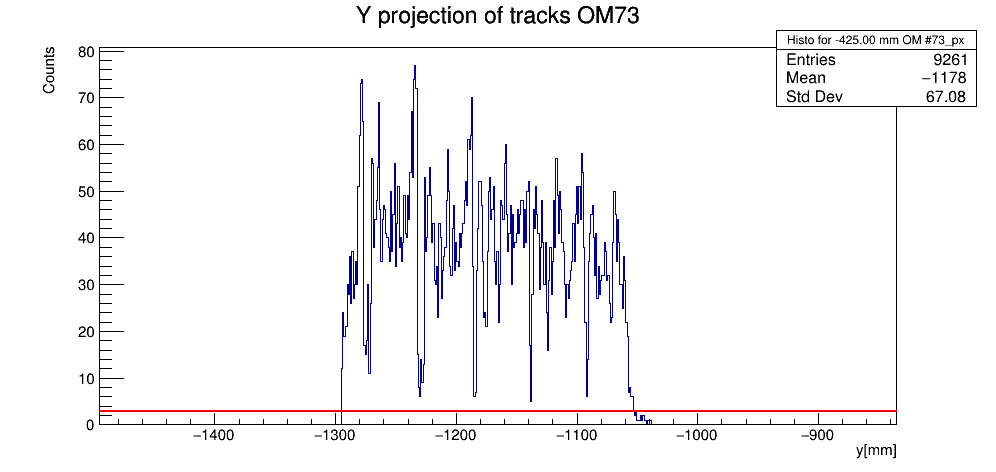 Y projection of tracks OM73
Histo for -425.00 mm OM #73_px
Entries 9261
Mean −1178
Std Dev 67.08
Counts
80
70
60
50
40
30
20
10
0
−1400 −1300 −1200 −1100 −1000 −900
y[mm]